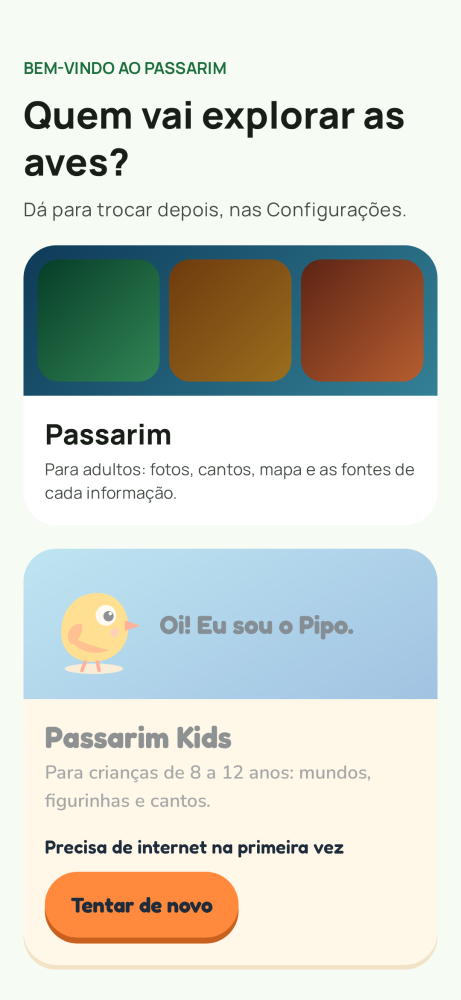 BEM-VINDO AO PASSARIM
Quem vai explorar as
aves?
Dá para trocar depois, nas Configurações.
Passarim
Para adultos: fotos, cantos, mapa e as fontes de
cada informação.
Oi! Eu sou o Pipo.
Passarim Kids
Para crianças de 8 a 12 anos: mundos,
figurinhas e cantos.
Precisa de internet na primeira vez
Tentar de novo